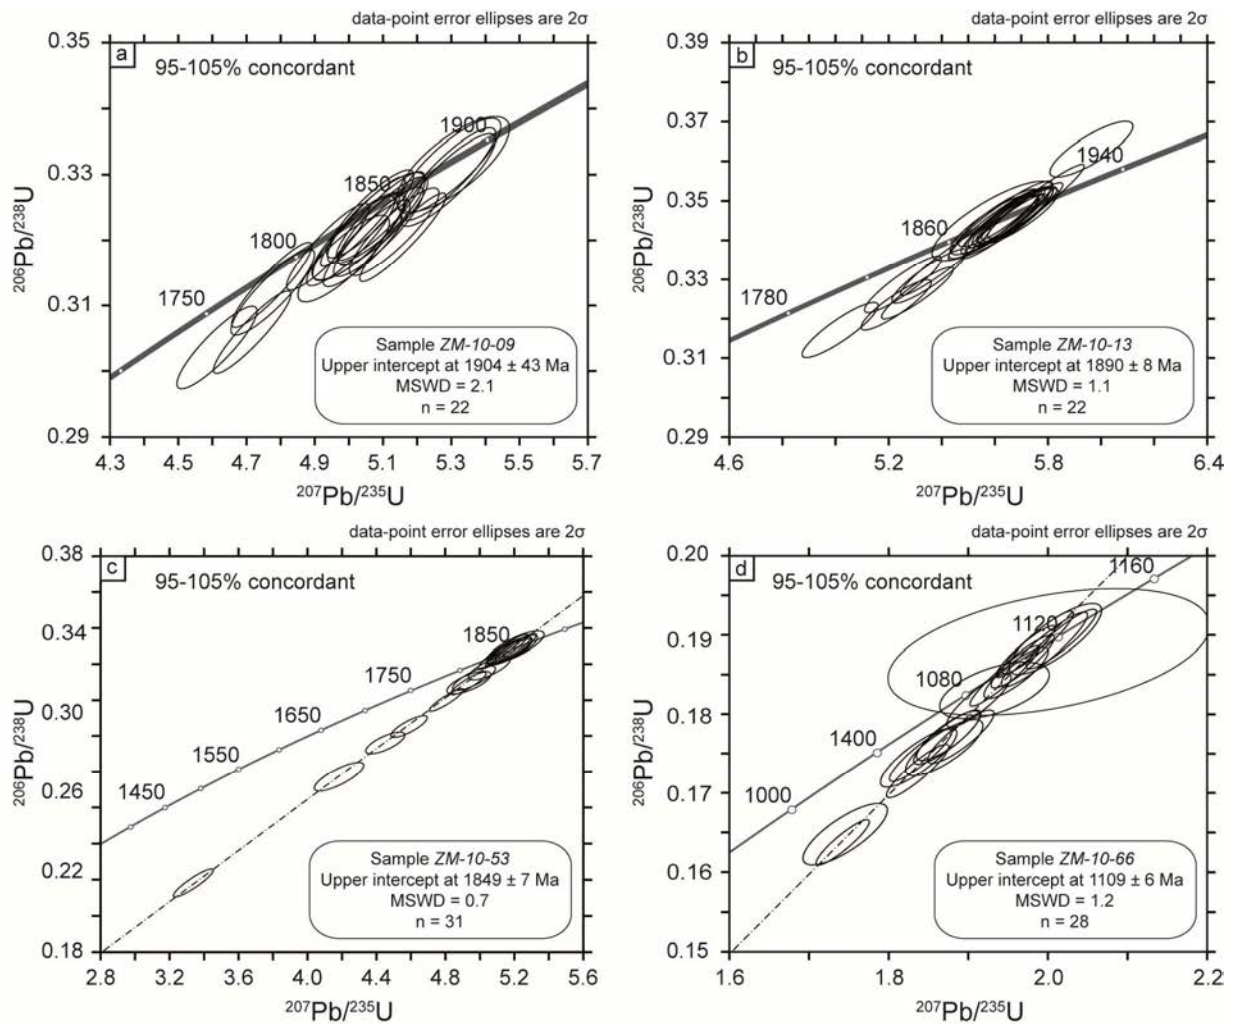 data-point error ellipses are 2σ
a
95-105% concordant
0.35
0.33
0.31
0.29
²⁰⁶Pb/²³⁸U
1750
1800
1850
1900
Sample ZM-10-09
Upper intercept at 1904 ± 43 Ma
MSWD = 2.1
n = 22
4.3 4.5 4.7 4.9 5.1 5.3 5.5 5.7
²⁰⁷Pb/²³⁵U
data-point error ellipses are 2σ
b
95-105% concordant
0.39
0.37
0.35
0.33
0.31
0.29
²⁰⁶Pb/²³⁸U
1780
1860
1940
Sample ZM-10-13
Upper intercept at 1890 ± 8 Ma
MSWD = 1.1
n = 22
4.6 5.2 5.8 6.4
²⁰⁷Pb/²³⁵U
data-point error ellipses are 2σ
c
95-105% concordant
0.38
0.34
0.30
0.26
0.22
0.18
²⁰⁶Pb/²³⁸U
1450
1550
1650
1750
1850
Sample ZM-10-53
Upper intercept at 1849 ± 7 Ma
MSWD = 0.7
n = 31
2.8 3.2 3.6 4.0 4.4 4.8 5.2 5.6
²⁰⁷Pb/²³⁵U
data-point error ellipses are 2σ
d
95-105% concordant
0.20
0.19
0.18
0.17
0.16
0.15
²⁰⁶Pb/²³⁸U
1000
1400
1080
1120
1160
Sample ZM-10-66
Upper intercept at 1109 ± 6 Ma
MSWD = 1.2
n = 28
1.6 1.8 2.0 2.2
²⁰⁷Pb/²³⁵U